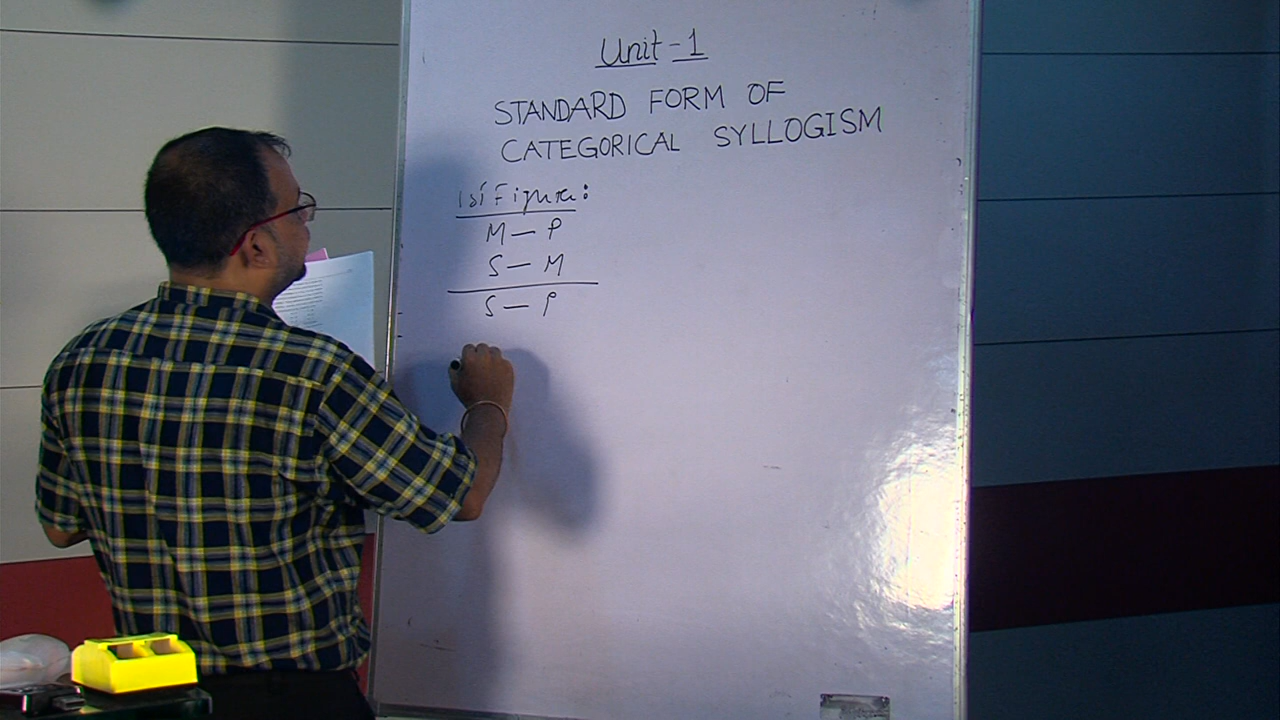 Unit-1
STANDARD FORM OF
CATEGORICAL SYLLOGISM
1st Figure:
M — P
S — M
S — P